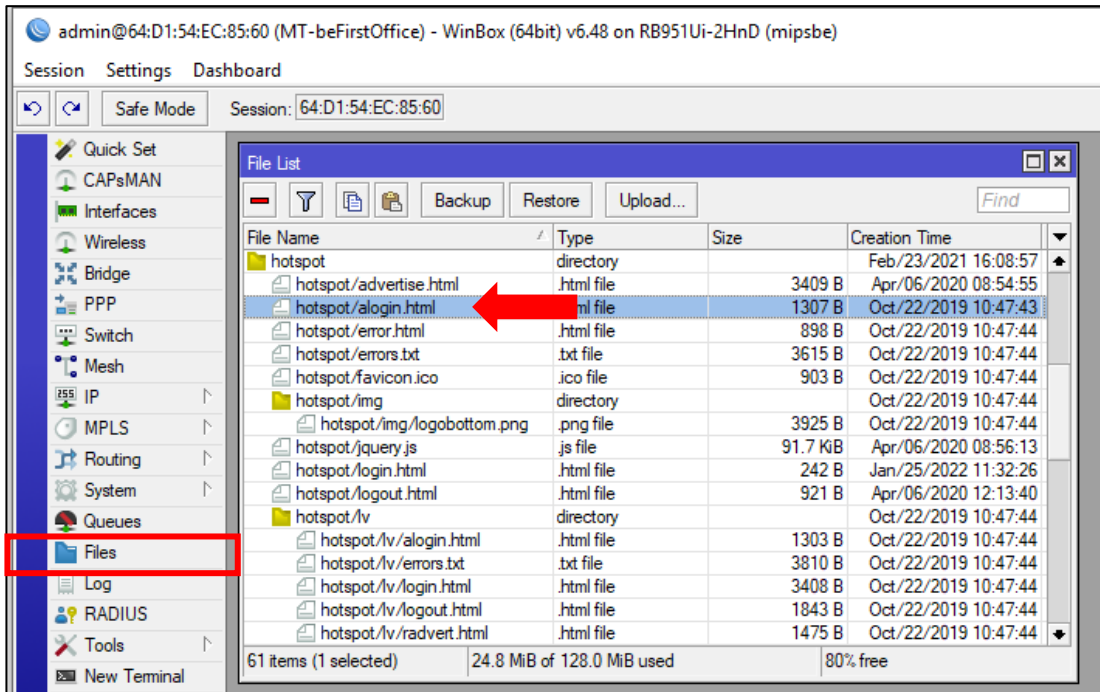 admin@64:D1:54:EC:85:60 (MT-beFirstOffice) - WinBox (64bit) v6.48 on RB951Ui-2HnD (mipsbe)
Session Settings Dashboard
Safe Mode Session: 64:D1:54:EC:85:60
Quick Set
CAPsMAN
Interfaces
Wireless
Bridge
PPP
Switch
Mesh
255 IP
MPLS
Routing
System
Queues
Files
Log
RADIUS
Tools
New Terminal
File List
Backup Restore Upload... Find
File Name Type Size Creation Time
hotspot directory Feb/23/2021 16:08:57
hotspot/advertise.html .html file 3409 B Apr/06/2020 08:54:55
hotspot/alogin.html ml file 1307 B Oct/22/2019 10:47:43
hotspot/error.html .html file 898 B Oct/22/2019 10:47:44
hotspot/errors.txt .txt file 3615 B Oct/22/2019 10:47:44
hotspot/favicon.ico .ico file 903 B Oct/22/2019 10:47:44
hotspot/img directory Oct/22/2019 10:47:44
hotspot/img/logobottom.png .png file 3925 B Oct/22/2019 10:47:44
hotspot/jquery.js .js file 91.7 KiB Apr/06/2020 08:56:13
hotspot/login.html .html file 242 B Jan/25/2022 11:32:26
hotspot/logout.html .html file 921 B Apr/06/2020 12:13:40
hotspot/lv directory Oct/22/2019 10:47:44
hotspot/lv/alogin.html .html file 1303 B Oct/22/2019 10:47:44
hotspot/lv/errors.txt .txt file 3810 B Oct/22/2019 10:47:44
hotspot/lv/login.html .html file 3408 B Oct/22/2019 10:47:44
hotspot/lv/logout.html .html file 1843 B Oct/22/2019 10:47:44
hotspot/lv/radvert.html .html file 1475 B Oct/22/2019 10:47:44
61 items (1 selected) 24.8 MiB of 128.0 MiB used 80% free